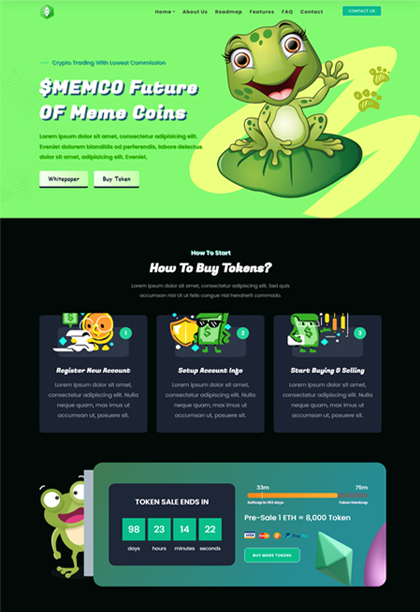 Home
About Us
Roadmap
Features
FAQ
Contact
CONTACT US
Crypto Trading With Lowest Commission
$MEMCO Future
OF Meme Coins
Lorem ipsum dolor sit amet, consectetur adipisicing elit.
Eveniet dolorem blanditiis ad perferendis, labore delectus
dolor sit amet, adipisicing elit. Eveniet.
Whitepaper
Buy Token
How To Start
How To Buy Tokens?
Lorem ipsum dolor sit amet, consectetur adipiscing elit. Sed quis
accumsan nisi Ut ut felis congue nisl hendrerit commodo.
1
Register New Account
Lorem ipsum dolor sit amet,
consectetur adipiscing elit. Nulla
neque quam, max imus ut
accumsan ut, posuere sit.
2
Setup Account Info
Lorem ipsum dolor sit amet,
consectetur adipiscing elit. Nulla
neque quam, max imus ut
accumsan ut, posuere sit.
3
Start Buying & Selling
Lorem ipsum dolor sit amet,
consectetur adipiscing elit. Nulla
neque quam, max imus ut
accumsan ut, posuere sit.
TOKEN SALE ENDS IN
98 23 14 22
days hours minutes seconds
33m 75m
Softcap in 103 days Token Hardcap
Pre-Sale 1 ETH = 8,000 Token
VISA PayPal
BUY MORE TOKENS